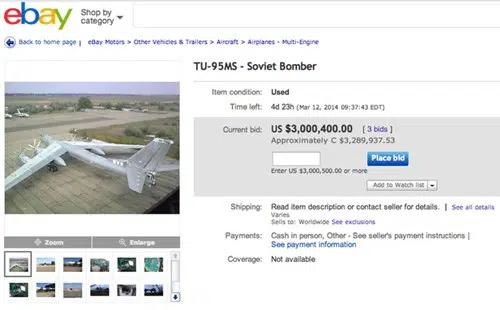 ebay
Shop by
category
Back to home page | eBay Motors > Other Vehicles & Trailers > Aircraft > Airplanes - Multi-Engine
TU-95MS - Soviet Bomber
Item condition: Used
Time left: 4d 23h (Mar 12, 2014 09:37:43 EDT)
Current bid: US $3,000,400.00 [ 3 bids ]
Approximately C $3,289,937.53
Place bid
Enter US $3,000,500.00 or more
Add to Watch list
Shipping: Read item description or contact seller for details. | See all details
Varies
Sells to: Worldwide See exclusions
Payments: Cash in person, Other - See seller's payment instructions |
See payment information
Coverage: Not available
Zoom Enlarge